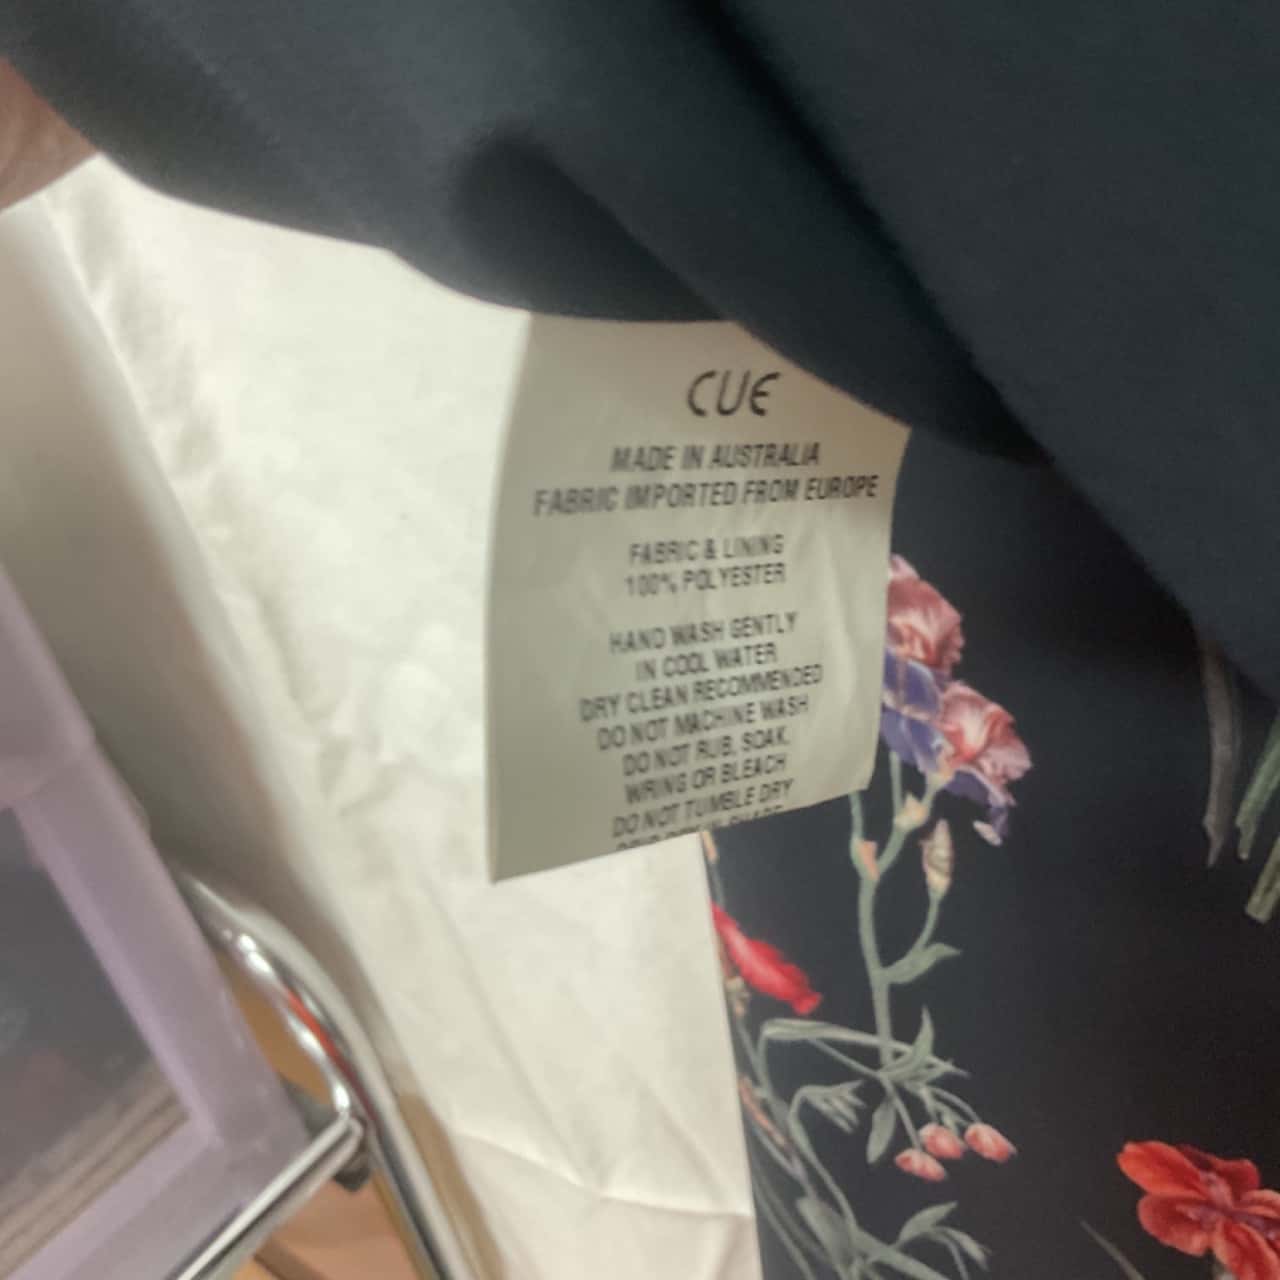 CUE
MADE IN AUSTRALIA
FABRIC IMPORTED FROM EUROPE
FABRIC & LINING
100% POLYESTER
HAND WASH GENTLY
IN COOL WATER
DRY CLEAN RECOMMENDED
DO NOT MACHINE WASH
DO NOT RUB, SOAK,
WRING OR BLEACH
DO NOT TUMBLE DRY